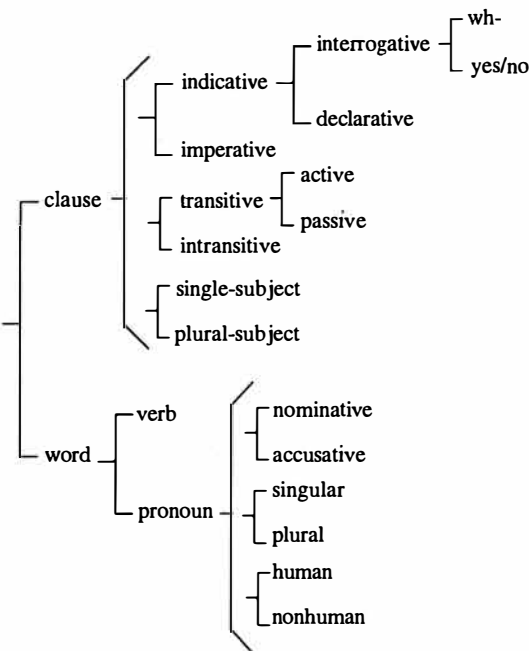 wh-
interrogative
yes/no
indicative
declarative
imperative
active
clause
transitive
passive
intransitive
single-subject
plural-subject
verb
nominative
word
accusative
singular
pronoun
plural
human
nonhuman